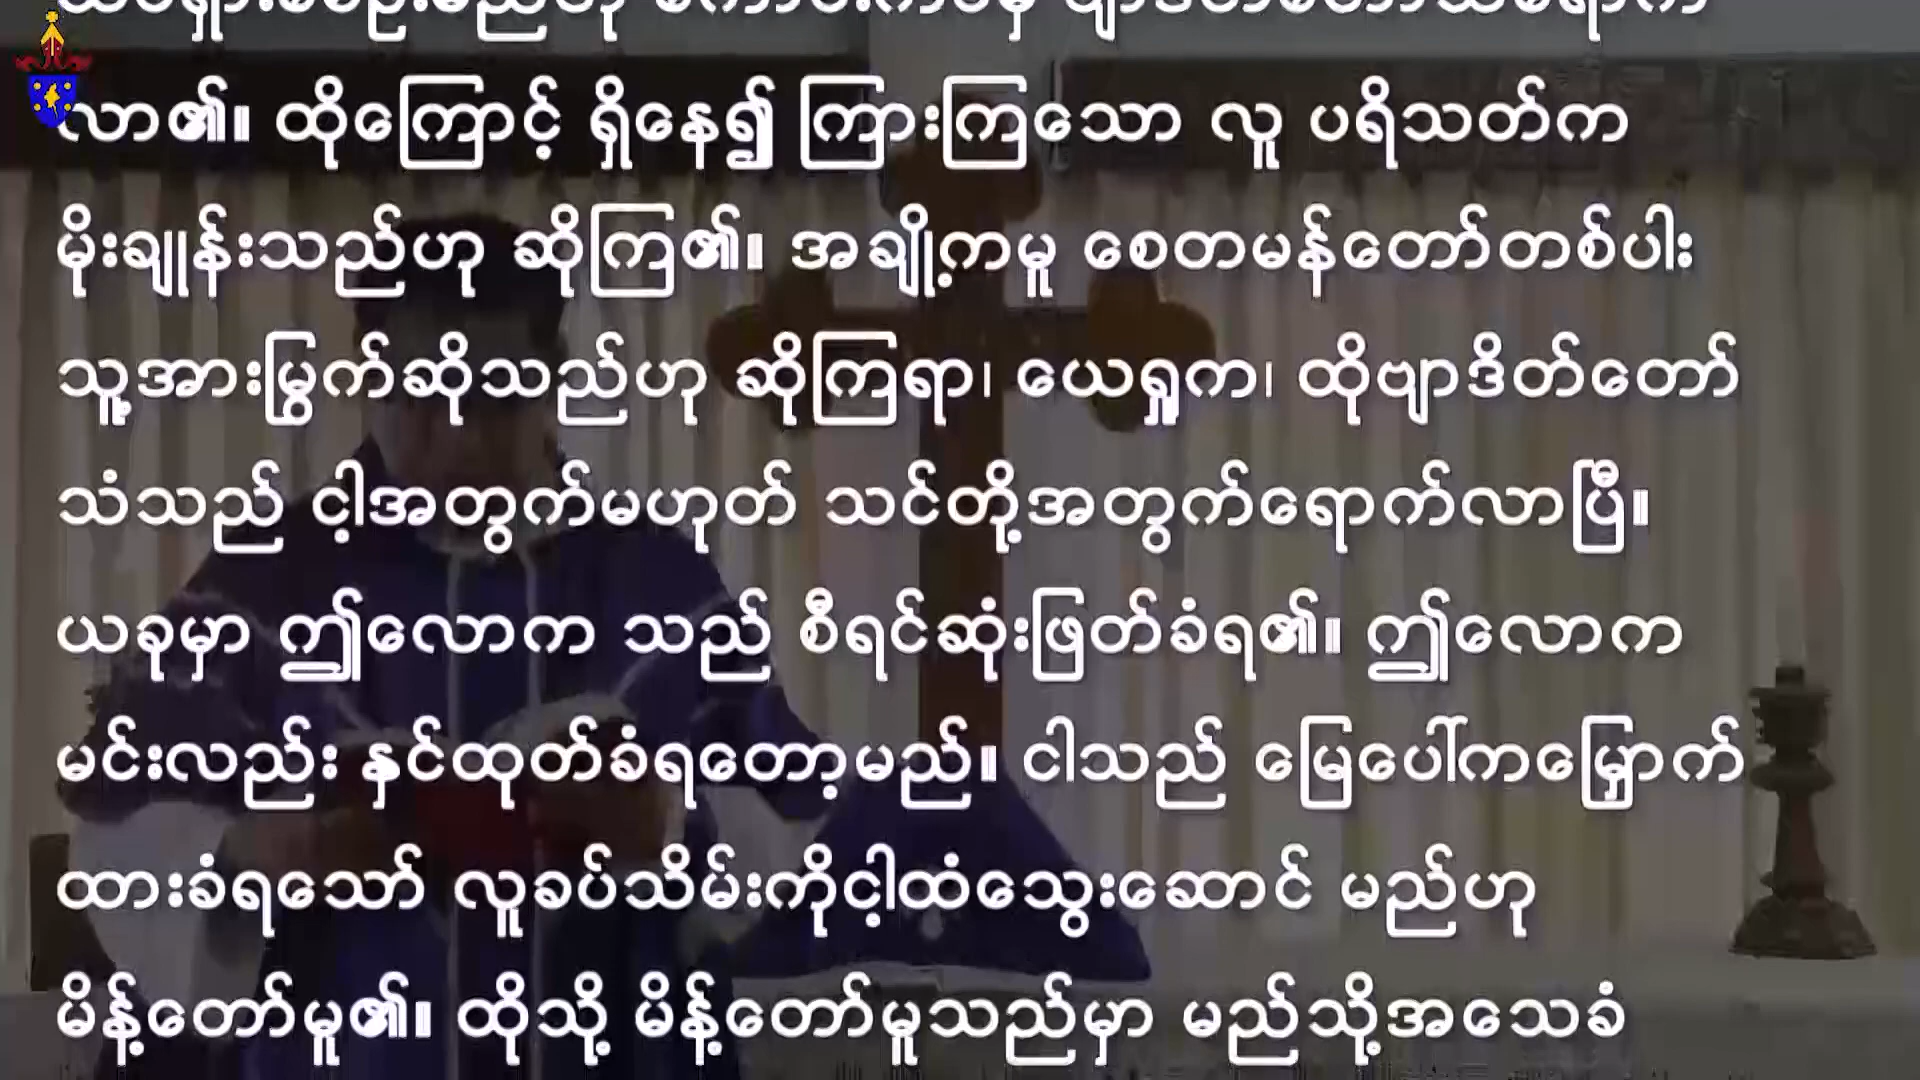 လာ၏။ ထို့ကြောင့် ရှိနေ၍ ကြားကြသော လူ ပရိသတ်က
မိုးချုန်းသည်ဟု ဆိုကြ၏။ အချို့ကမူ စေတမန်တော်တစ်ပါး
သူ့အားမြွက်ဆိုသည်ဟု ဆိုကြရာ၊ ယေရှုက၊ ထိုဗျာဒိတ်တော်
သံသည် ငါ့အတွက်မဟုတ် သင်တို့အတွက်ရောက်လာပြီ။
ယခုမှာ ဤလောက သည် စီရင်ဆုံးဖြတ်ခံရ၏။ ဤလောက
မင်းလည်း နှင်ထုတ်ခံရတော့မည်။ ငါသည် မြေပေါ်ကမြှောက်
ထားခံရသော် လူခပ်သိမ်းကိုငါ့ထံသွေးဆောင် မည်ဟု
မိန့်တော်မူ၏။ ထိုသို့ မိန့်တော်မူသည်မှာ မည်သို့အသေခံ